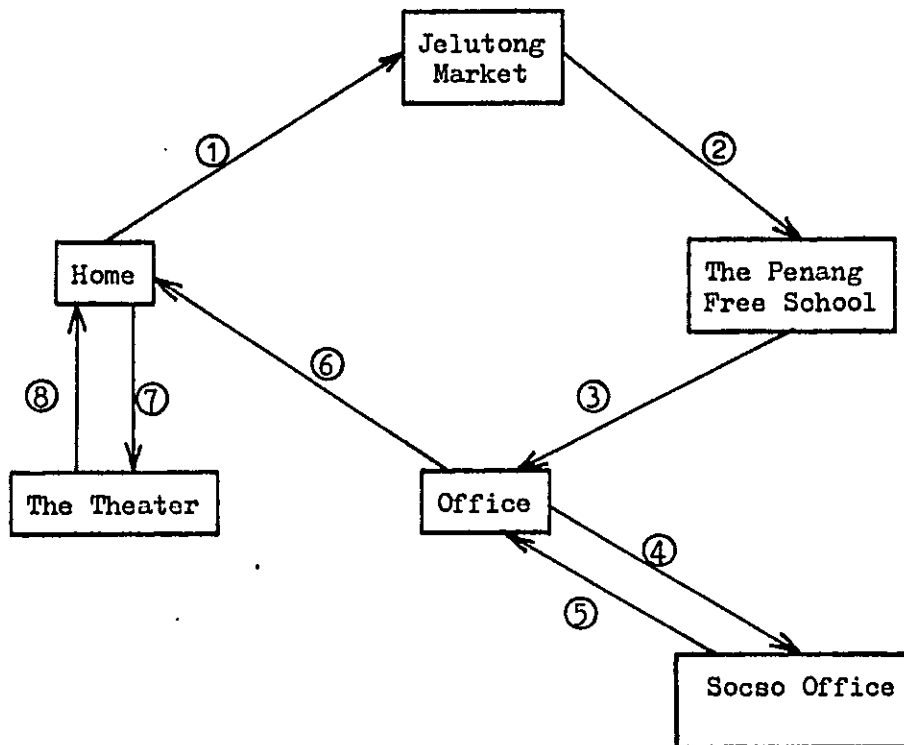 Jelutong
Market
①
②
Home
The Penang
Free School
⑥
③
⑧
⑦
The Theater
Office
④
⑤
Socso Office